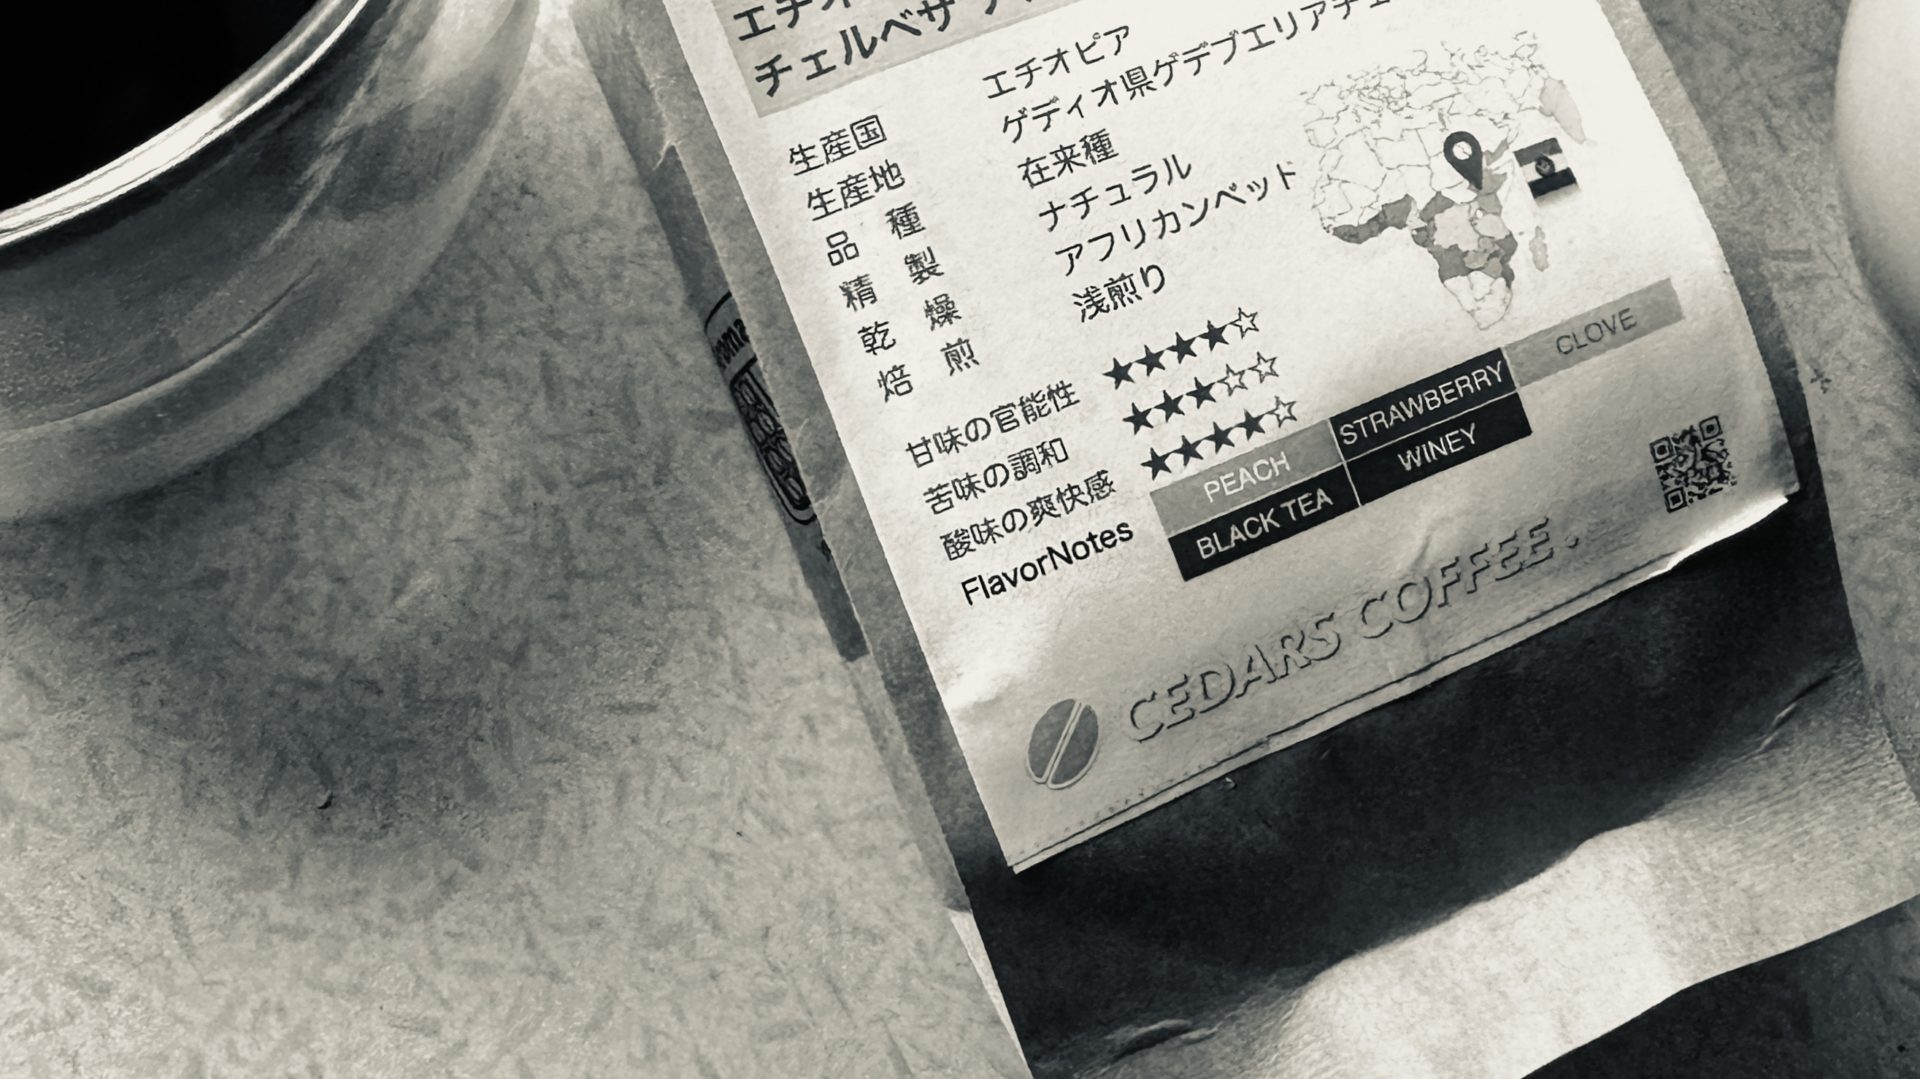 チェルベサ
生産国 エチオピア
生産地 ゲディオ県ゲデブエリアチェ
品種 在来種
精製 ナチュラル
乾燥 アフリカンベッド
焙煎 浅煎り
甘味の官能性 ★★★★☆
苦味の調和 ★★★☆☆
酸味の爽快感 ★★★★☆
FlavorNotes
PEACH STRAWBERRY CLOVE
BLACK TEA WINEY
CEDARS COFFEE.